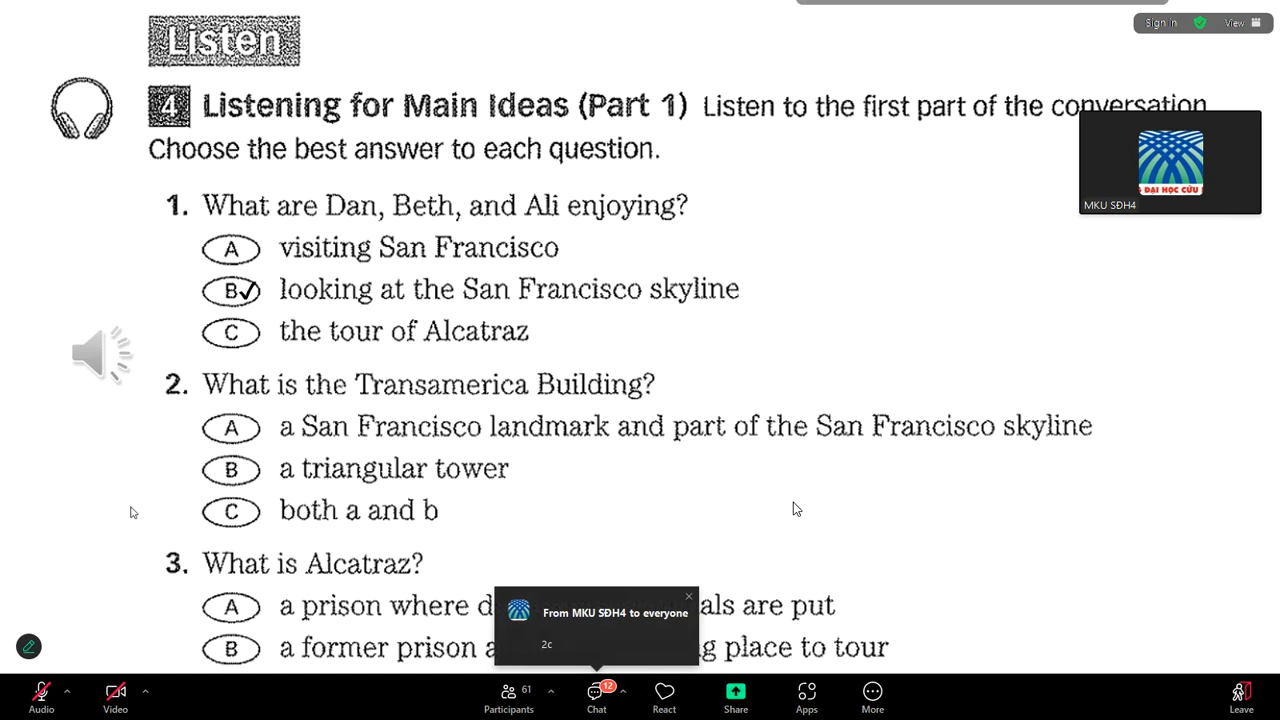 Sign in
View
Listen
4 Listening for Main Ideas (Part 1) Listen to the first part of the conversation.
Choose the best answer to each question.
ĐẠI HỌC CỬU
MKU SĐH4
1. What are Dan, Beth, and Ali enjoying?
A visiting San Francisco
B✓ looking at the San Francisco skyline
C the tour of Alcatraz
2. What is the Transamerica Building?
A a San Francisco landmark and part of the San Francisco skyline
B a triangular tower
C both a and b
3. What is Alcatraz?
A a prison where als are put
B a former prison g place to tour
From MKU SĐH4 to everyone
2c
Audio
Video
61
Participants
12
Chat
React
Share
Apps
More
Leave